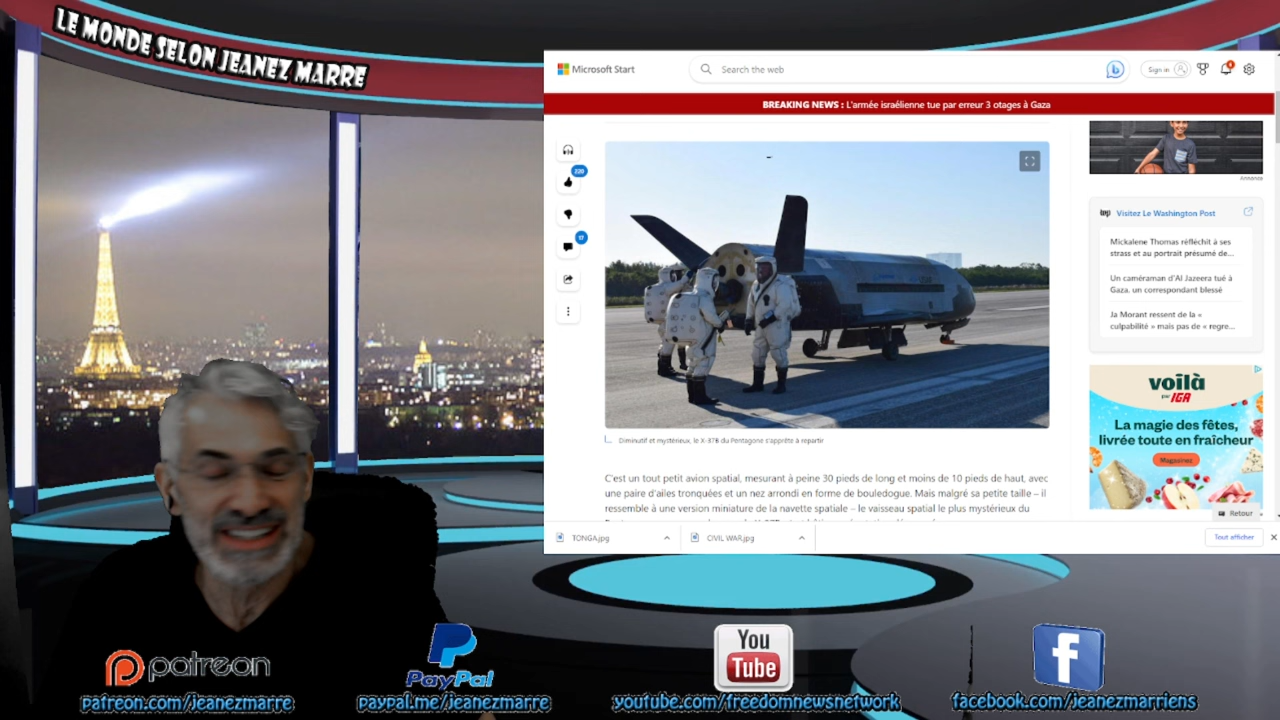 LE MONDE SELON JEANEZ MARRE
Microsoft Start
Search the web
Sign in
BREAKING NEWS : L'armée israélienne tue par erreur 3 otages à Gaza
220
17
Annonce
Visitez Le Washington Post
Mickalene Thomas réfléchit à ses
strass et au portrait présumé de...
Un caméraman d'Al Jazeera tué à
Gaza, un correspondant blessé
Ja Morant ressent de la «
culpabilité » mais pas de « regre...
Diminutif et mystérieux, le X-37B du Pentagone s'apprête à repartir
C'est un tout petit avion spatial, mesurant à peine 30 pieds de long et moins de 10 pieds de haut, avec
une paire d'ailes tronquées et un nez arrondi en forme de bouledogue. Mais malgré sa petite taille – il
ressemble à une version miniature de la navette spatiale – le vaisseau spatial le plus mystérieux du
voilà
par IGA
La magie des fêtes,
livrée toute en fraîcheur
Magasinez
Retour
TONGA.jpg
CIVIL WAR.jpg
Tout afficher
patreon
patreon.com/jeanezmarre
PayPal
paypal.me/jeanezmarre
You
Tube
youtube.com/freedomnewsnetwork
f
facebook.com/jeanezmarriens